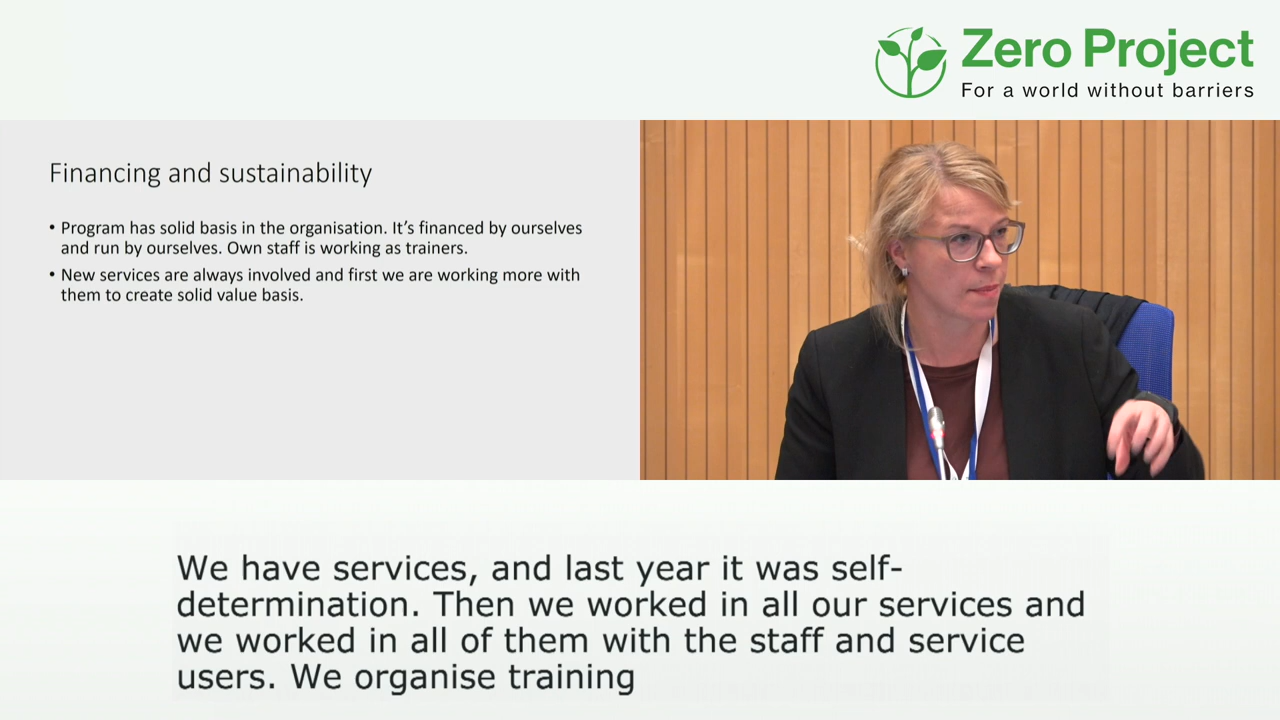 Zero Project
For a world without barriers
Financing and sustainability
• Program has solid basis in the organisation. It's financed by ourselves
and run by ourselves. Own staff is working as trainers.
• New services are always involved and first we are working more with
them to create solid value basis.
We have services, and last year it was self-
determination. Then we worked in all our services and
we worked in all of them with the staff and service
users. We organise training